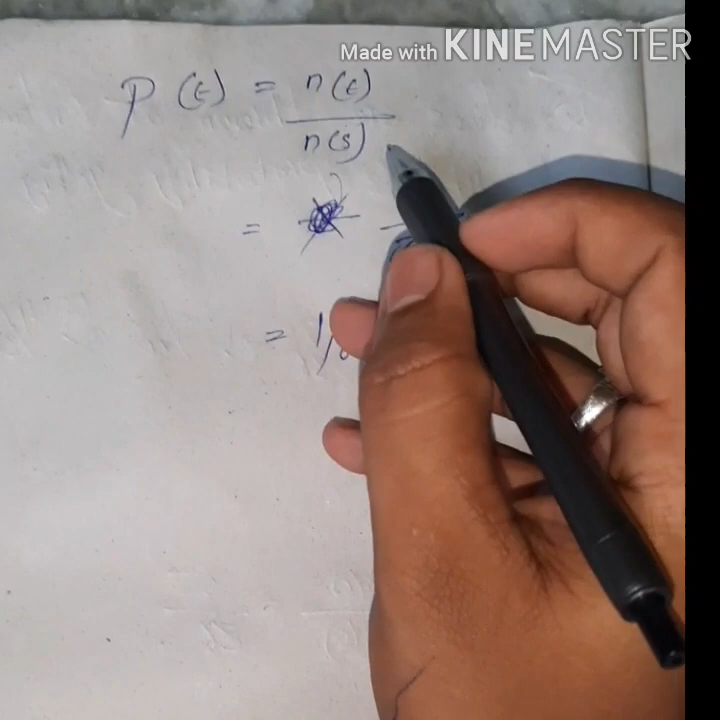 Made with KINEMASTER
P (E) = n(E)
n(s)
=
= 1/